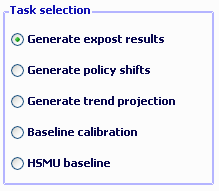 Task selection
Generate expost results
Generate policy shifts
Generate trend projection
Baseline calibration
HSMU baseline